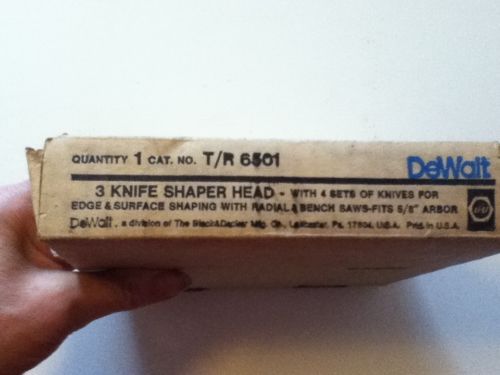 QUANTITY 1 CAT. NO. T/R 6501
DeWalt
3 KNIFE SHAPER HEAD - WITH 4 SETS OF KNIVES FOR
EDGE & SURFACE SHAPING WITH RADIAL & BENCH SAWS-FITS 5/8" ARBOR
DeWalt, a division of The Black & Decker Mfg. Co., Lancaster, Pa. 17604, U.S.A. Prtd. in U.S.A.